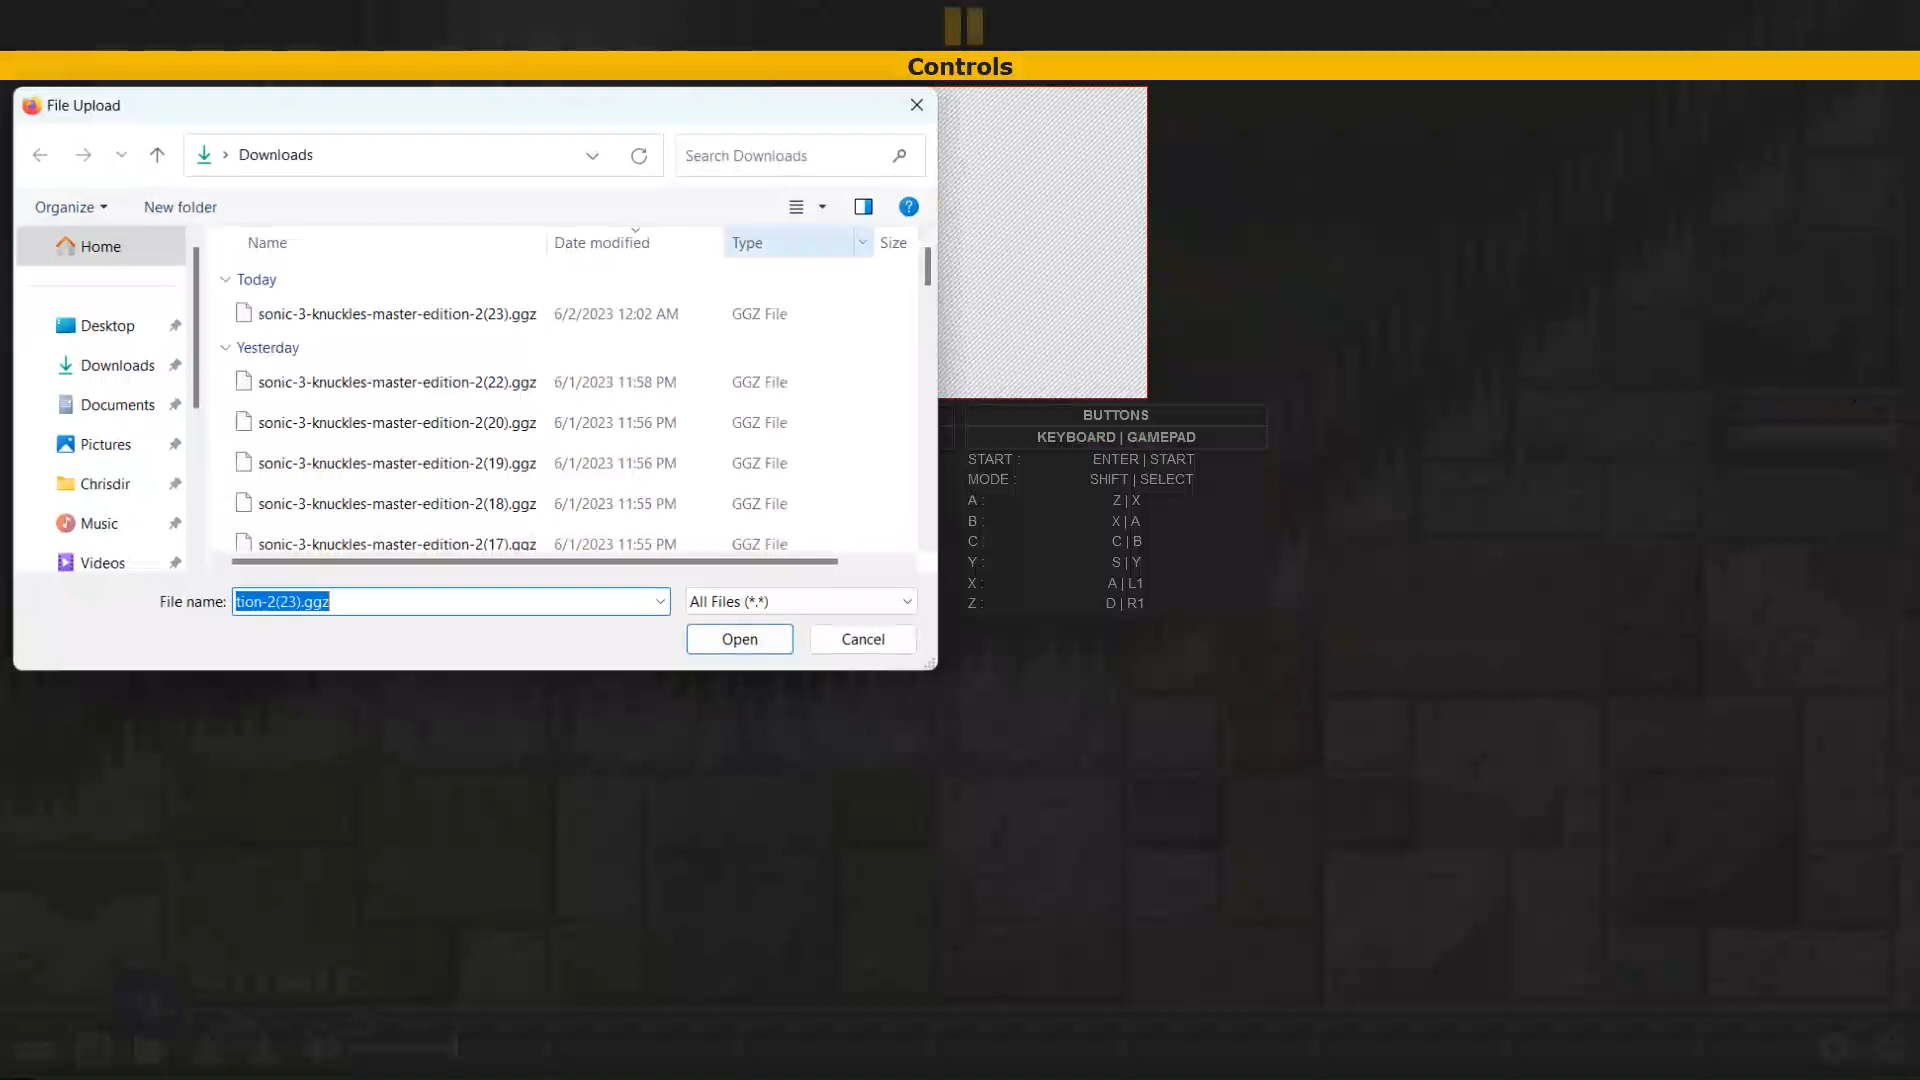 Controls
File Upload
Downloads
Search Downloads
Organize
New folder
?
Home
Name
Date modified
Type
Size
Today
sonic-3-knuckles-master-edition-2(23).ggz 6/2/2023 12:02 AM GGZ File
Yesterday
sonic-3-knuckles-master-edition-2(22).ggz 6/1/2023 11:58 PM GGZ File
sonic-3-knuckles-master-edition-2(20).ggz 6/1/2023 11:56 PM GGZ File
sonic-3-knuckles-master-edition-2(19).ggz 6/1/2023 11:56 PM GGZ File
sonic-3-knuckles-master-edition-2(18).ggz 6/1/2023 11:55 PM GGZ File
sonic-3-knuckles-master-edition-2(17).ggz 6/1/2023 11:55 PM GGZ File
Desktop
Downloads
Documents
Pictures
Chrisdir
Music
Videos
File name: tion-2(23).ggz
All Files (*.*)
Open
Cancel
BUTTONS
KEYBOARD | GAMEPAD
START : ENTER | START
MODE : SHIFT | SELECT
A : Z | X
B : X | A
C : C | B
Y : S | Y
X : A | L1
Z : D | R1